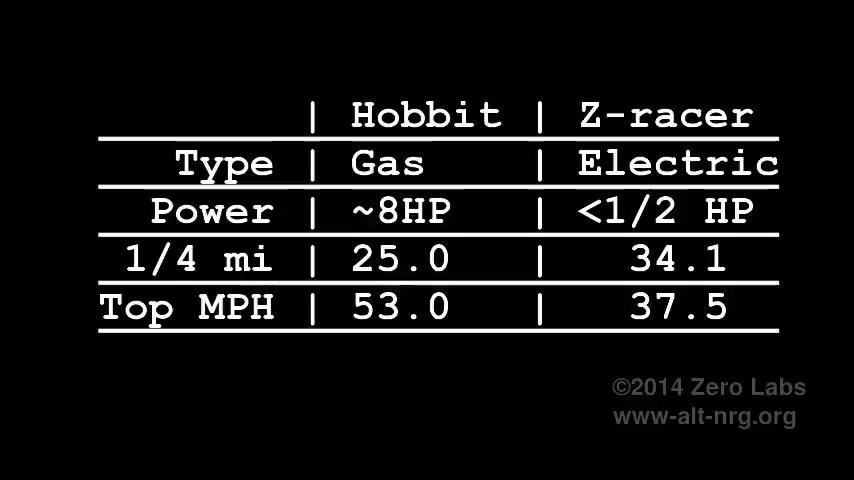 | Hobbit | Z-racer
Type | Gas | Electric
Power | ~8HP | <1/2 HP
1/4 mi | 25.0 | 34.1
Top MPH | 53.0 | 37.5
©2014 Zero Labs
www-alt-nrg.org